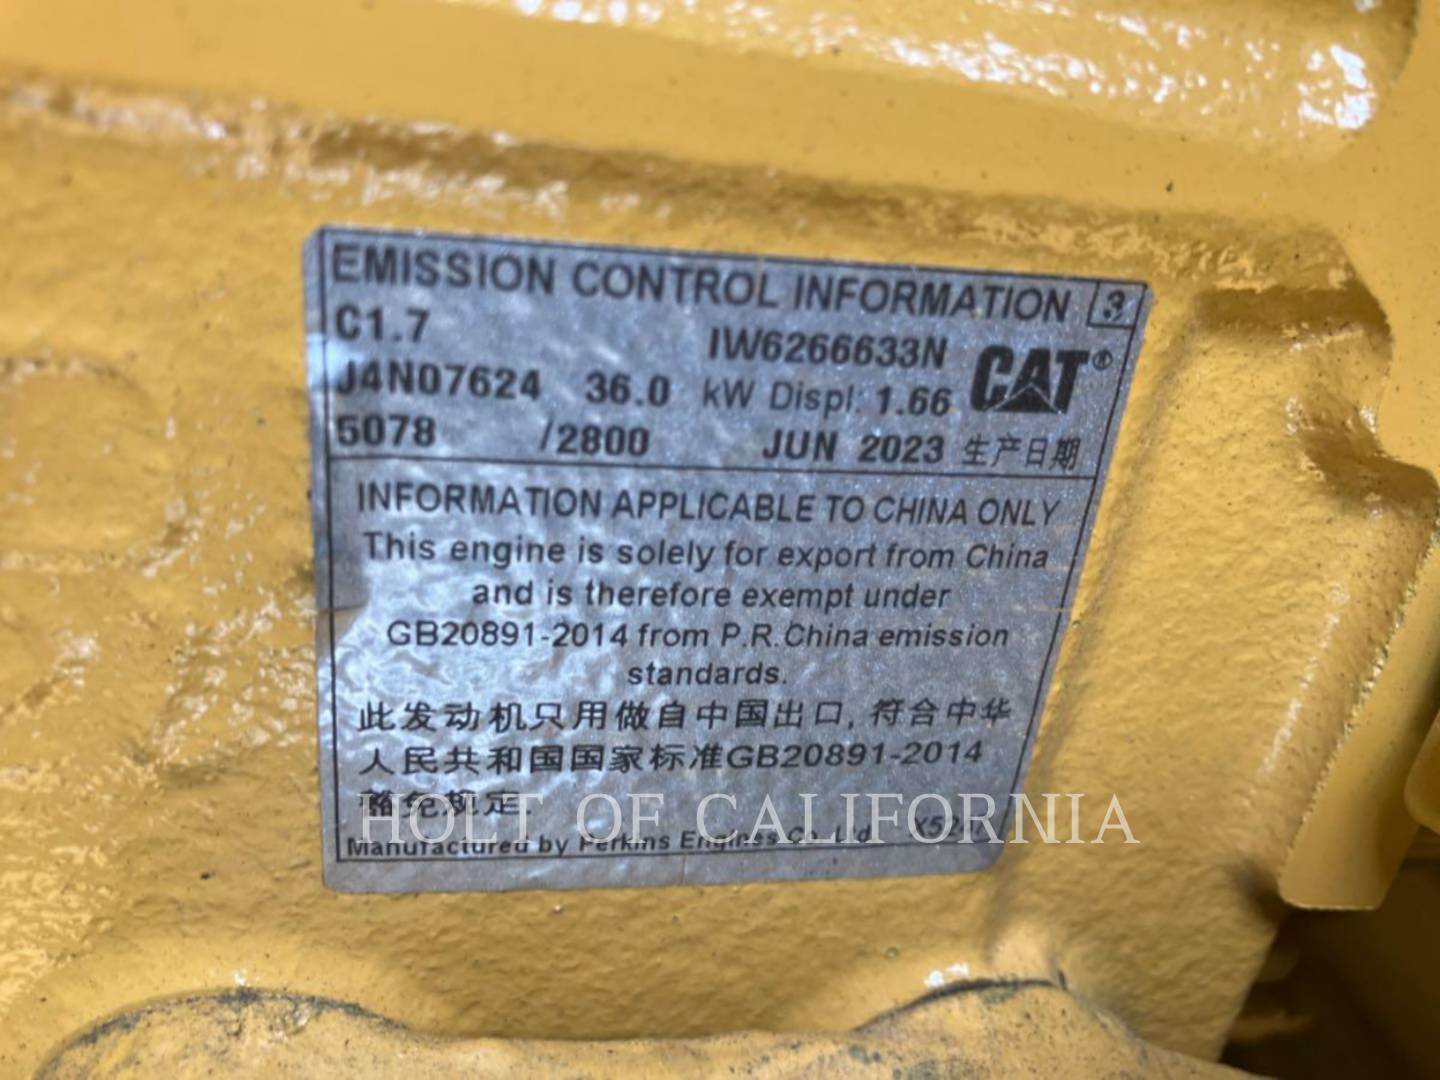 EMISSION CONTROL INFORMATION 3
C1.7 IW6266633N CAT®
J4N07624 36.0 kW Displ. 1.66
5078 /2800 JUN 2023 生产日期
INFORMATION APPLICABLE TO CHINA ONLY
This engine is solely for export from China
and is therefore exempt under
GB20891-2014 from P.R.China emission
standards.
此发动机只用做自中国出口, 符合中华
人民共和国国家标准GB20891-2014
豁免规定.
HOLT OF CALIFORNIA
Manufactured by Perkins Engines Co. Ltd.